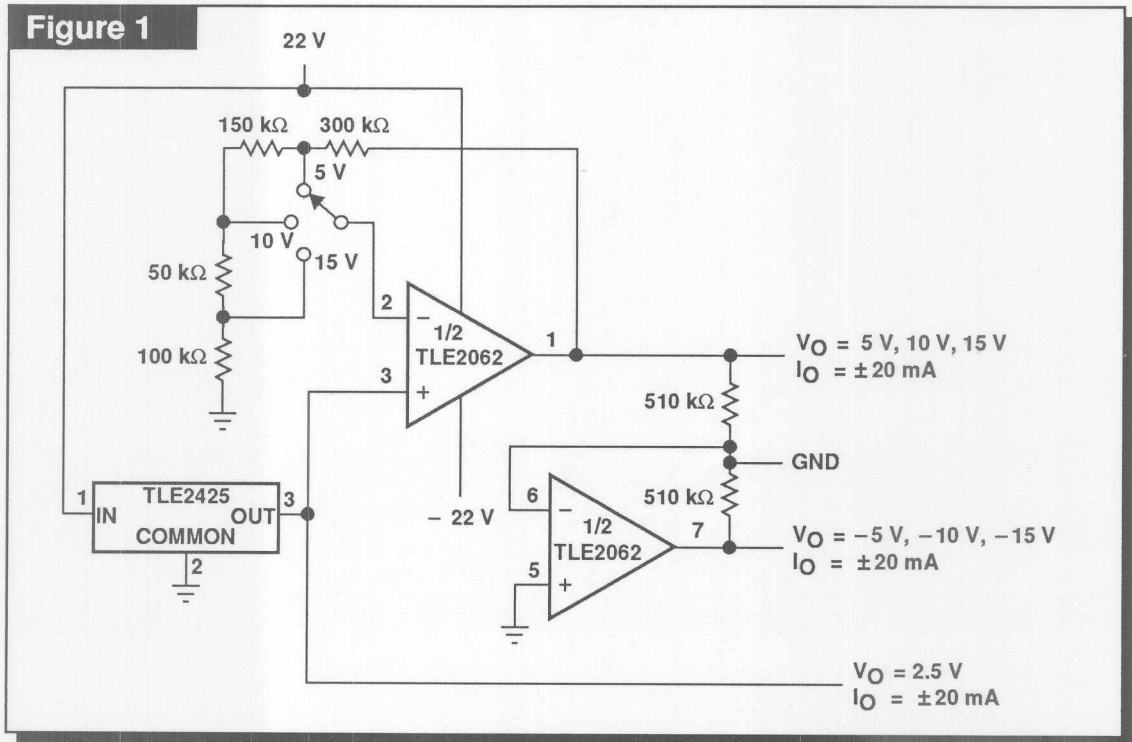 Figure 1
22 V
150 kΩ 300 kΩ
5 V
10 V
15 V
50 kΩ
100 kΩ
2
−
1/2
TLE2062
1
3
+
VO = 5 V, 10 V, 15 V
IO = ±20 mA
510 kΩ
GND
510 kΩ
− 22 V
1
IN
TLE2425
OUT
3
COMMON
2
6
−
1/2
TLE2062
7
5
+
VO = −5 V, −10 V, −15 V
IO = ±20 mA
VO = 2.5 V
IO = ±20 mA